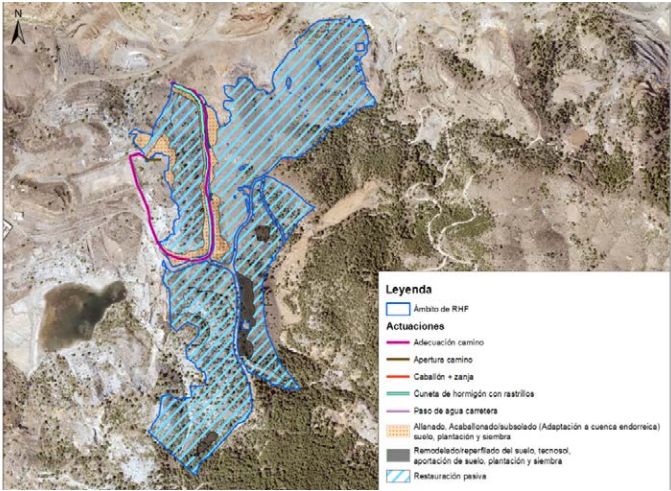 N
Leyenda
Ámbito de RHF
Actuaciones
Adecuación camino
Apertura camino
Caballón + zanja
Cuneta de hormigón con rastrillos
Paso de agua carretera
Allanado, Acaballonado/subsolado (Adaptación a cuenca endorreica)
suelo, plantación y siembra
Remodelado/reperfilado del suelo, tecnosol,
aportación de suelo, plantación y siembra
Restauración pasiva